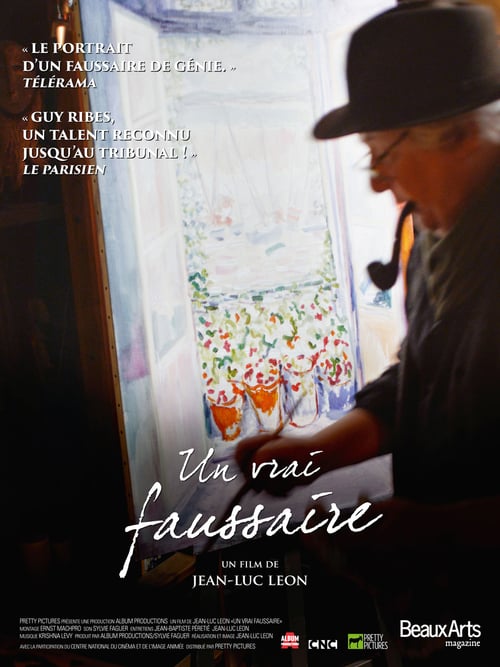 « LE PORTRAIT
D'UN FAUSSAIRE DE GÉNIE. »
TÉLÉRAMA
« GUY RIBES,
UN TALENT RECONNU
JUSQU'AU TRIBUNAL ! »
LE PARISIEN
Un vrai
faussaire
UN FILM DE
JEAN-LUC LEON
PRETTY PICTURES PRÉSENTE UNE PRODUCTION ALBUM PRODUCTIONS UN FILM DE JEAN-LUC LEON «UN VRAI FAUSSAIRE»
MONTAGE ERNST MACHPRO SON SYLVIE FAGUER ENTRETIENS JEAN-BAPTISTE PERETIÉ JEAN-LUC LEON
MUSIQUE KRISHNA LEVY PRODUIT PAR ALBUM PRODUCTIONS/SYLVIE FAGUER RÉALISATION ET IMAGE JEAN-LUC LEON
AVEC LA PARTICIPATION DU CENTRE NATIONAL DU CINÉMA ET DE L'IMAGE ANIMÉE DISTRIBUÉ PAR PRETTY PICTURES
ALBUM
CNC
PRETTY
PICTURES
BeauxArts
magazine